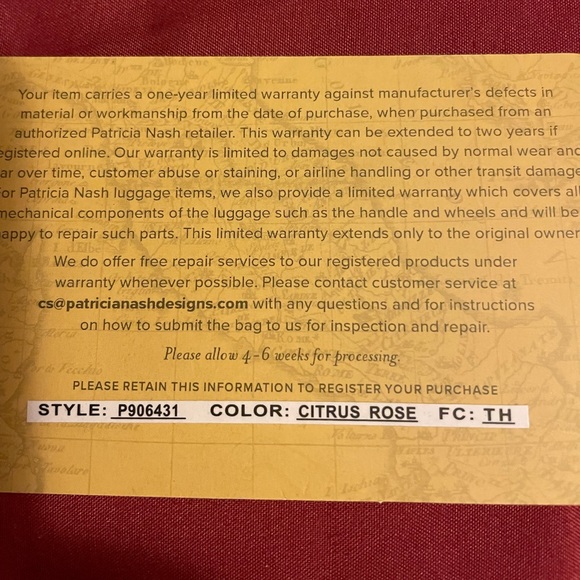 Your item carries a one-year limited warranty against manufacturer's defects in
material or workmanship from the date of purchase, when purchased from an
authorized Patricia Nash retailer. This warranty can be extended to two years if
egistered online. Our warranty is limited to damages not caused by normal wear and
ar over time, customer abuse or staining, or airline handling or other transit damage
or Patricia Nash luggage items, we also provide a limited warranty which covers all
mechanical components of the luggage such as the handle and wheels and will be
appy to repair such parts. This limited warranty extends only to the original owner
We do offer free repair services to our registered products under
warranty whenever possible. Please contact customer service at
cs@patricianashdesigns.com with any questions and for instructions
on how to submit the bag to us for inspection and repair.
Please allow 4-6 weeks for processing.
PLEASE RETAIN THIS INFORMATION TO REGISTER YOUR PURCHASE
STYLE: P906431 COLOR: CITRUS ROSE FC: TH